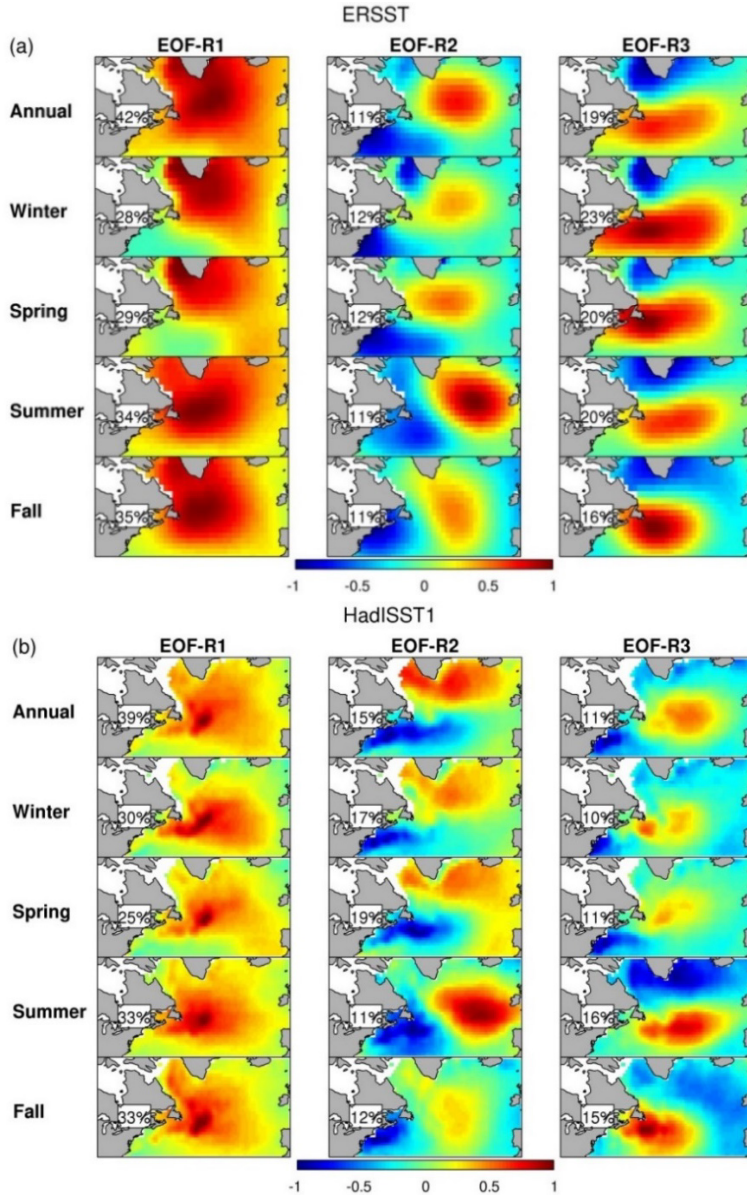 ERSST
(a) EOF-R1 EOF-R2 EOF-R3
Annual 42% 11% 19%
Winter 28% 12% 23%
Spring 29% 12% 20%
Summer 34% 11% 20%
Fall 35% 11% 16%
-1 -0.5 0 0.5 1
HadISST1
(b) EOF-R1 EOF-R2 EOF-R3
Annual 39% 15% 11%
Winter 30% 17% 10%
Spring 25% 19% 11%
Summer 33% 11% 16%
Fall 33% 12% 15%
-1 -0.5 0 0.5 1